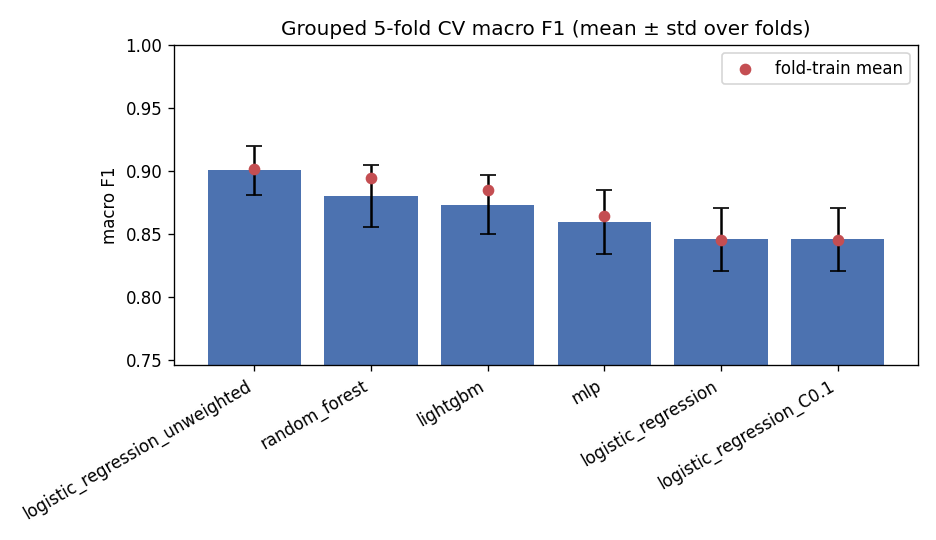 Grouped 5-fold CV macro F1 (mean ± std over folds)
fold-train mean
macro F1
1.00
0.95
0.90
0.85
0.80
0.75
logistic_regression_unweighted
random_forest
lightgbm
mlp
logistic_regression
logistic_regression_C0.1